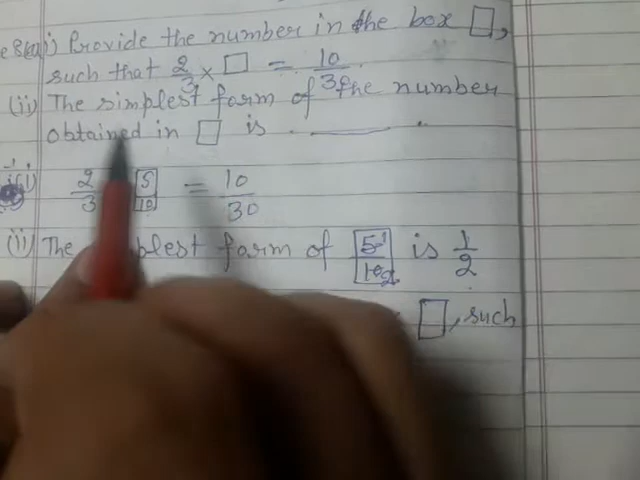 i) Provide the number in the box □,
such that 2/3 × □ = 10/30
(ii) The simplest form of the number
obtained in □ is ______.
i) 2/3 5/10 = 10/30
(ii) The simplest form of 5/10 1/2 is 1/2
□, such